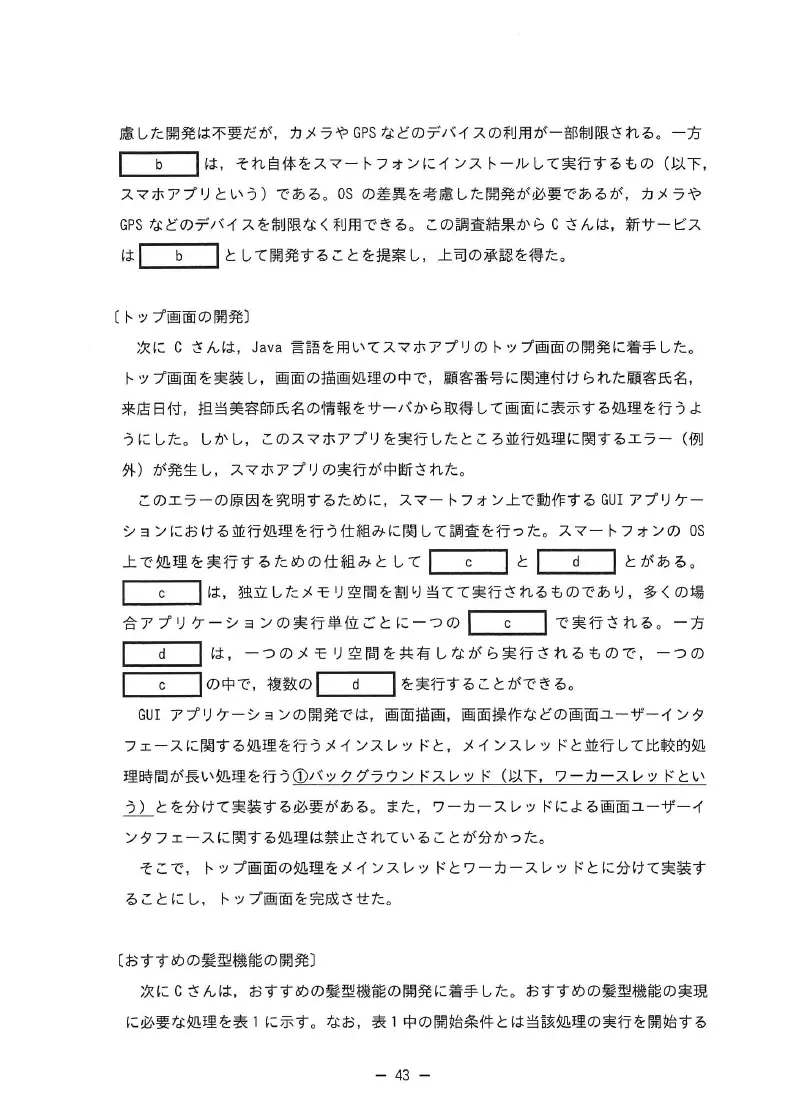 慮した開発は不要だが，カメラや GPS などのデバイスの利用が一部制限される。一方
b は，それ自体をスマートフォンにインストールして実行するもの（以下，
スマホアプリという）である。OS の差異を考慮した開発が必要であるが，カメラや
GPS などのデバイスを制限なく利用できる。この調査結果から C さんは，新サービス
は b として開発することを提案し，上司の承認を得た。
〔トップ画面の開発〕
次に C さんは，Java 言語を用いてスマホアプリのトップ画面の開発に着手した。
トップ画面を実装し，画面の描画処理の中で，顧客番号に関連付けられた顧客氏名，
来店日付，担当美容師氏名の情報をサーバから取得して画面に表示する処理を行うよ
うにした。しかし，このスマホアプリを実行したところ並行処理に関するエラー（例
外）が発生し，スマホアプリの実行が中断された。
このエラーの原因を究明するために，スマートフォン上で動作する GUI アプリケー
ションにおける並行処理を行う仕組みに関して調査を行った。スマートフォンの OS
上で処理を実行するための仕組みとして c と d とがある。
c は，独立したメモリ空間を割り当てて実行されるものであり，多くの場
合アプリケーションの実行単位ごとに一つの c で実行される。一方
d は，一つのメモリ空間を共有しながら実行されるもので，一つの
c の中で，複数の d を実行することができる。
GUI アプリケーションの開発では，画面描画，画面操作などの画面ユーザーインタ
フェースに関する処理を行うメインスレッドと，メインスレッドと並行して比較的処
理時間が長い処理を行う①バックグラウンドスレッド（以下，ワーカースレッドとい
う）とを分けて実装する必要がある。また，ワーカースレッドによる画面ユーザーイ
ンタフェースに関する処理は禁止されていることが分かった。
そこで，トップ画面の処理をメインスレッドとワーカースレッドとに分けて実装す
ることにし，トップ画面を完成させた。
〔おすすめの髪型機能の開発〕
次に C さんは，おすすめの髪型機能の開発に着手した。おすすめの髪型機能の実現
に必要な処理を表 1 に示す。なお，表 1 中の開始条件とは当該処理の実行を開始する
－ 43 －